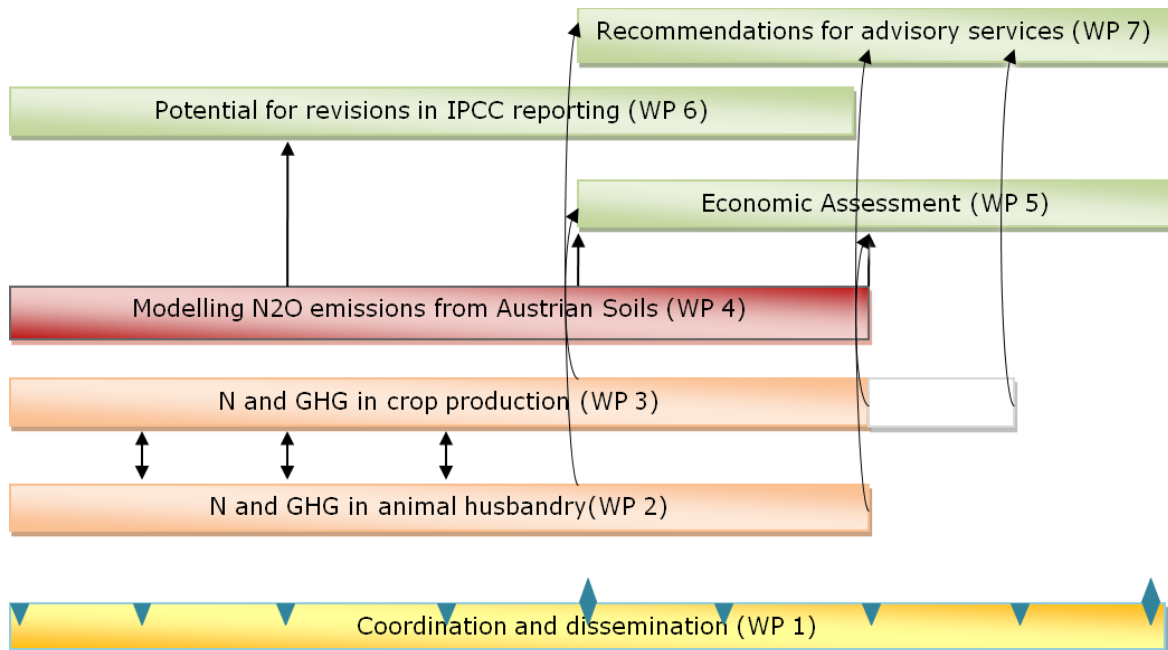 Recommendations for advisory services (WP 7)
Potential for revisions in IPCC reporting (WP 6)
Economic Assessment (WP 5)
Modelling N2O emissions from Austrian Soils (WP 4)
N and GHG in crop production (WP 3)
N and GHG in animal husbandry(WP 2)
Coordination and dissemination (WP 1)